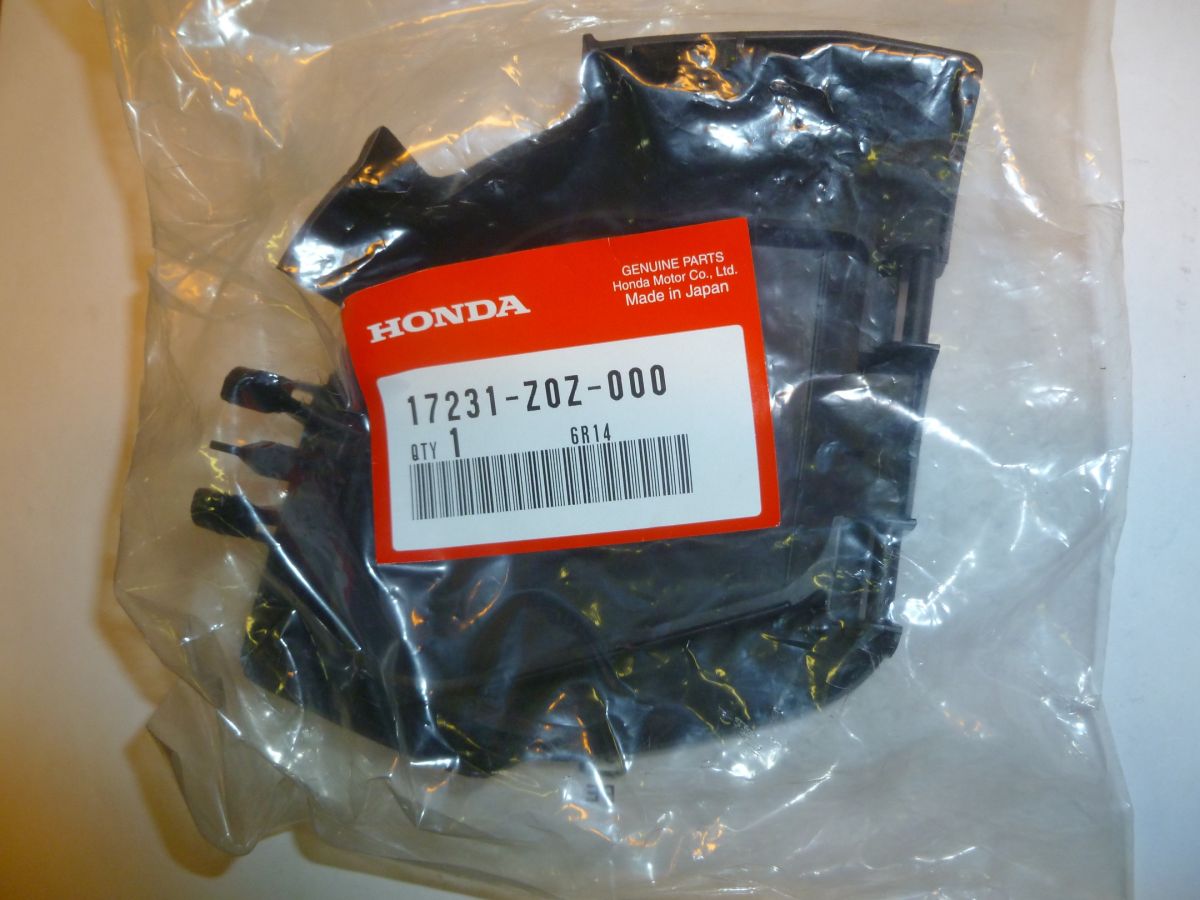 GENUINE PARTS
Honda Motor Co., Ltd.
Made in Japan
HONDA
17231-Z0Z-000
QTY 1 6R14